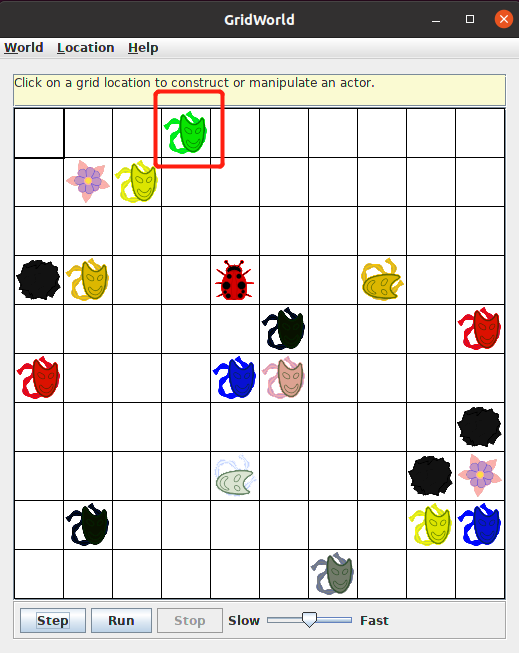 GridWorld
World Location Help
Click on a grid location to construct or manipulate an actor.
Step Run Stop Slow Fast